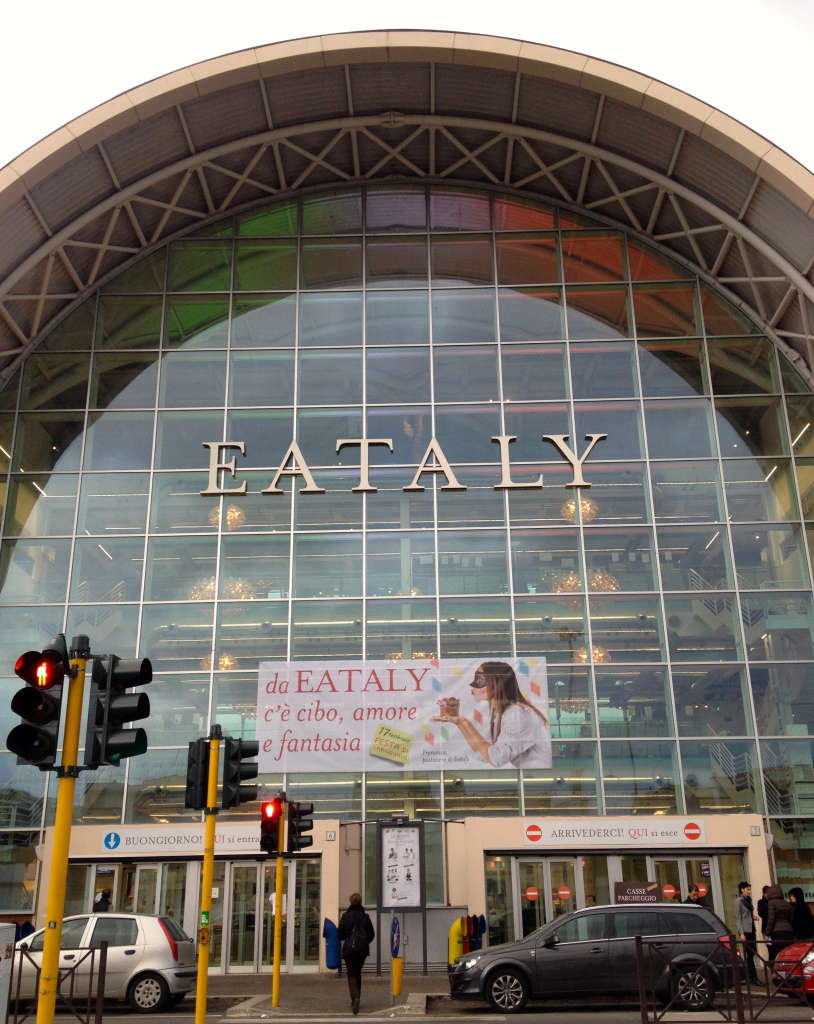 EATALY
da EATALY
c'è cibo, amore
e fantasia
BUONGIORNO! QUI si entra
ARRIVEDERCI! QUI si esce
CASSE
PARCHEGGIO